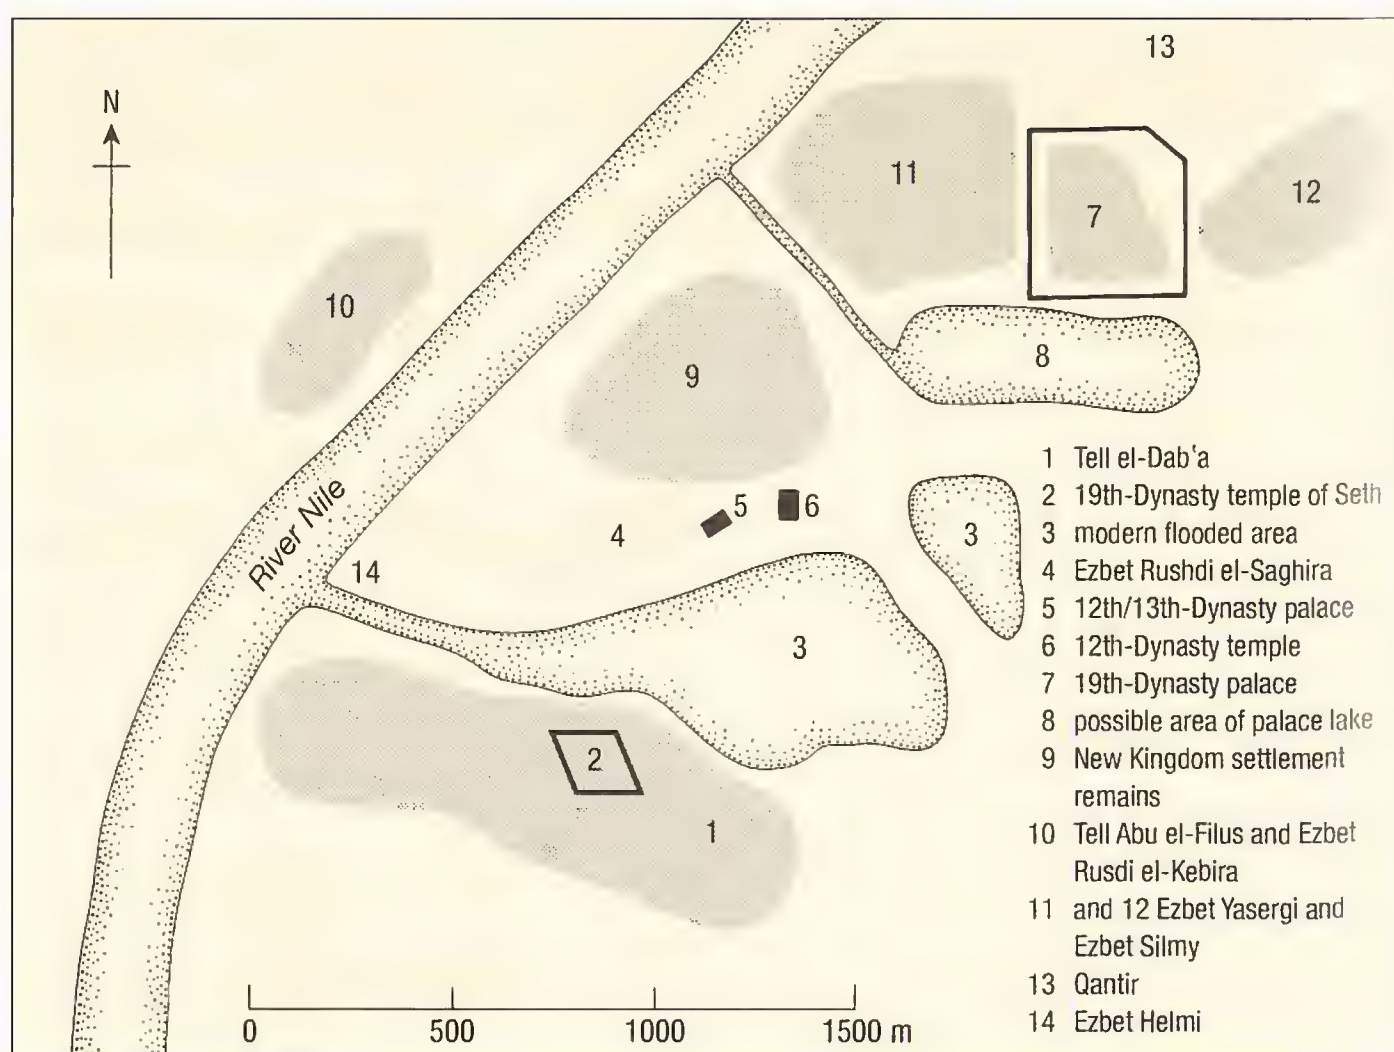 13
N
11
7
12
10
8
9
5
6
4
3
14
River Nile
3
2
1
1 Tell el-Dab'a
2 19th-Dynasty temple of Seth
3 modern flooded area
4 Ezbet Rushdi el-Saghira
5 12th/13th-Dynasty palace
6 12th-Dynasty temple
7 19th-Dynasty palace
8 possible area of palace lake
9 New Kingdom settlement
remains
10 Tell Abu el-Filus and Ezbet
Rusdi el-Kebira
11 and 12 Ezbet Yasergi and
Ezbet Silmy
13 Qantir
14 Ezbet Helmi
0 500 1000 1500 m